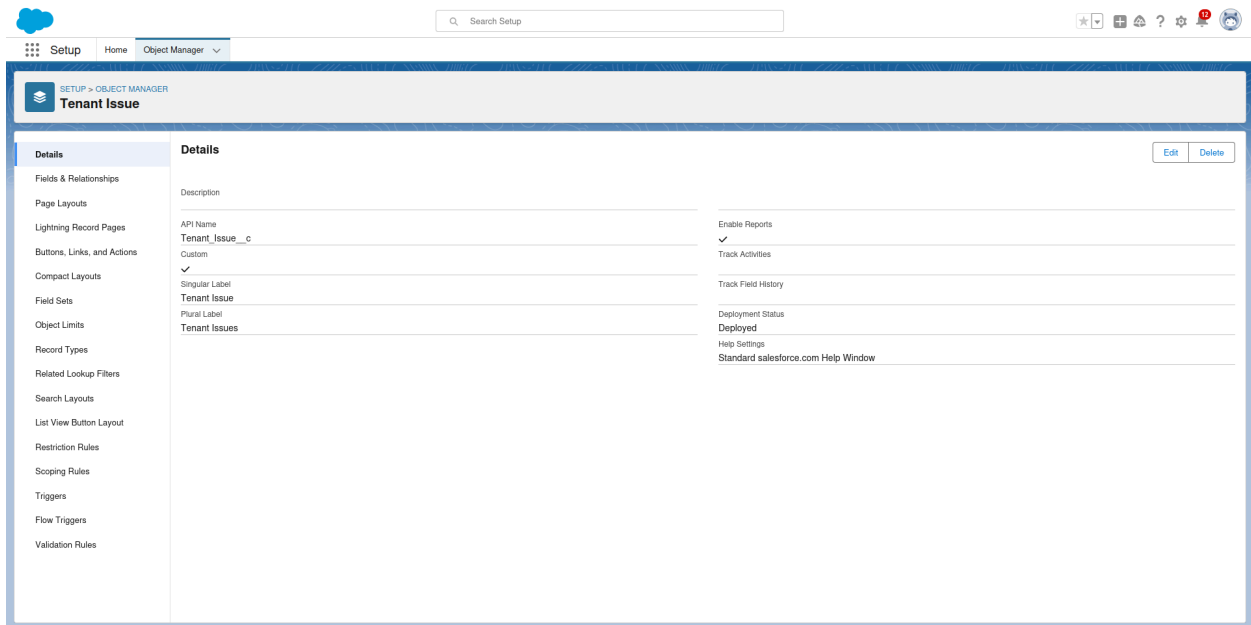 Search Setup
12
Setup
Home
Object Manager
SETUP > OBJECT MANAGER
Tenant Issue
Details
Fields & Relationships
Page Layouts
Lightning Record Pages
Buttons, Links, and Actions
Compact Layouts
Field Sets
Object Limits
Record Types
Related Lookup Filters
Search Layouts
List View Button Layout
Restriction Rules
Scoping Rules
Triggers
Flow Triggers
Validation Rules
Details
Edit
Delete
Description
API Name
Tenant_Issue__c
Custom
Singular Label
Tenant Issue
Plural Label
Tenant Issues
Enable Reports
Track Activities
Track Field History
Deployment Status
Deployed
Help Settings
Standard salesforce.com Help Window